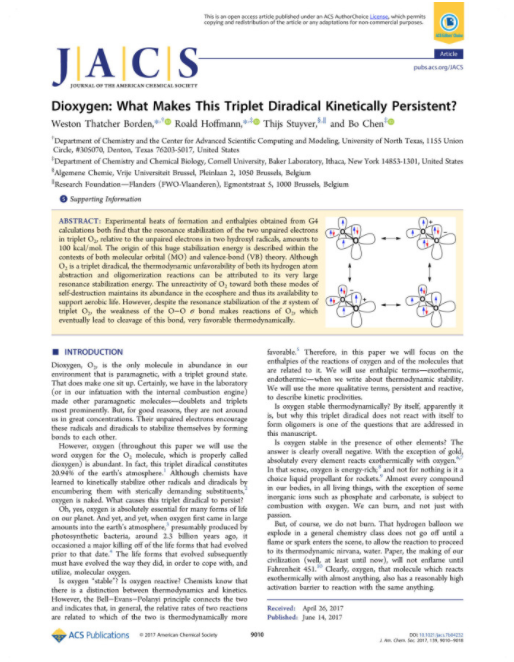 This is an open access article published under an ACS AuthorChoice License, which permits
copying and redistribution of the article or any adaptations for non-commercial purposes.
Article
pubs.acs.org/JACS
J|A|C|S
JOURNAL OF THE AMERICAN CHEMICAL SOCIETY
Dioxygen: What Makes This Triplet Diradical Kinetically Persistent?
Weston Thatcher Borden,*,† Roald Hoffmann,*,‡ Thijs Stuyver,§,∥ and Bo Chen‡
†Department of Chemistry and the Center for Advanced Scientific Computing and Modeling, University of North Texas, 1155 Union
Circle, #305070, Denton, Texas 76203-5017, United States
‡Department of Chemistry and Chemical Biology, Cornell University, Baker Laboratory, Ithaca, New York 14853-1301, United States
§Algemene Chemie, Vrije Universiteit Brussel, Pleinlaan 2, 1050 Brussels, Belgium
∥Research Foundation—Flanders (FWO-Vlaanderen), Egmontstraat 5, 1000 Brussels, Belgium
S Supporting Information
ABSTRACT: Experimental heats of formation and enthalpies obtained from G4
calculations both find that the resonance stabilization of the two unpaired electrons
in triplet O2, relative to the unpaired electrons in two hydroxyl radicals, amounts to
100 kcal/mol. The origin of this huge stabilization energy is described within the
contexts of both molecular orbital (MO) and valence-bond (VB) theory. Although
O2 is a triplet diradical, the thermodynamic unfavorability of both its hydrogen atom
abstraction and oligomerization reactions can be attributed to its very large
resonance stabilization energy. The unreactivity of O2 toward both these modes of
self-destruction maintains its abundance in the ecosphere and thus its availability to
support aerobic life. However, despite the resonance stabilization of the π system of
triplet O2, the weakness of the O−O σ bond makes reactions of O2, which
eventually lead to cleavage of this bond, very favorable thermodynamically.
■ INTRODUCTION
Dioxygen, O2, is the only molecule in abundance in our
environment that is paramagnetic, with a triplet ground state.
That does make one sit up. Certainly, we have in the laboratory
(or in our infatuation with the internal combustion engine)
made other paramagnetic molecules—doublets and triplets
most prominently. But, for good reasons, they are not around
us in great concentrations. Their unpaired electrons encourage
these radicals and diradicals to stabilize themselves by forming
bonds to each other.
However, oxygen (throughout this paper we will use the
word oxygen for the O2 molecule, which is properly called
dioxygen) is abundant. In fact, this triplet diradical constitutes
20.94% of the earth's atmosphere.1 Although chemists have
learned to kinetically stabilize other radicals and diradicals by
encumbering them with sterically demanding substituents,2
oxygen is naked. What causes this triplet diradical to persist?
Oh, yes, oxygen is absolutely essential for many forms of life
on our planet. And yet, and yet, when oxygen first came in large
amounts into the earth's atmosphere,3 presumably produced by
photosynthetic bacteria, around 2.3 billion years ago, it
occasioned a major killing off of the life forms that had evolved
prior to that date.4 The life forms that evolved subsequently
must have evolved the way they did, in order to cope with, and
utilize, molecular oxygen.
Is oxygen "stable"? Is oxygen reactive? Chemists know that
there is a distinction between thermodynamics and kinetics.
However, the Bell−Evans−Polanyi principle connects the two
and indicates that, in general, the relative rates of two reactions
are related to which of the two is thermodynamically more
favorable.5 Therefore, in this paper we will focus on the
enthalpies of the reactions of oxygen and of the molecules that
are related to it. We will use enthalpic terms—exothermic,
endothermic—when we write about thermodynamic stability.
We will use the more qualitative terms, persistent and reactive,
to describe kinetic proclivities.
Is oxygen stable thermodynamically? By itself, apparently it
is, but why this triplet diradical does not react with itself to
form oligomers is one of the questions that are addressed in
this manuscript.
Is oxygen stable in the presence of other elements? The
answer is clearly overall negative. With the exception of gold,
absolutely every element reacts exothermically with oxygen.6,7
In that sense, oxygen is energy-rich;8 and not for nothing is it a
choice liquid propellant for rockets.9 Almost every compound
in our bodies, in all living things, with the exception of some
inorganic ions such as phosphate and carbonate, is subject to
combustion with oxygen. We can burn, and not just with
passion.
But, of course, we do not burn. That hydrogen balloon we
explode in a general chemistry class does not go off until a
flame or spark enters the scene, to allow the reaction to proceed
to its thermodynamic nirvana, water. Paper, the making of our
civilization (well, at least until now), will not enflame until
Fahrenheit 451.10 Clearly, oxygen, that molecule which reacts
exothermically with almost anything, also has a reasonably high
activation barrier to reaction with the same anything.
Received: April 26, 2017
Published: June 14, 2017
ACS Publications © 2017 American Chemical Society
9010
DOI: 10.1021/jacs.7b04232
J. Am. Chem. Soc. 2017, 139, 9010−9018